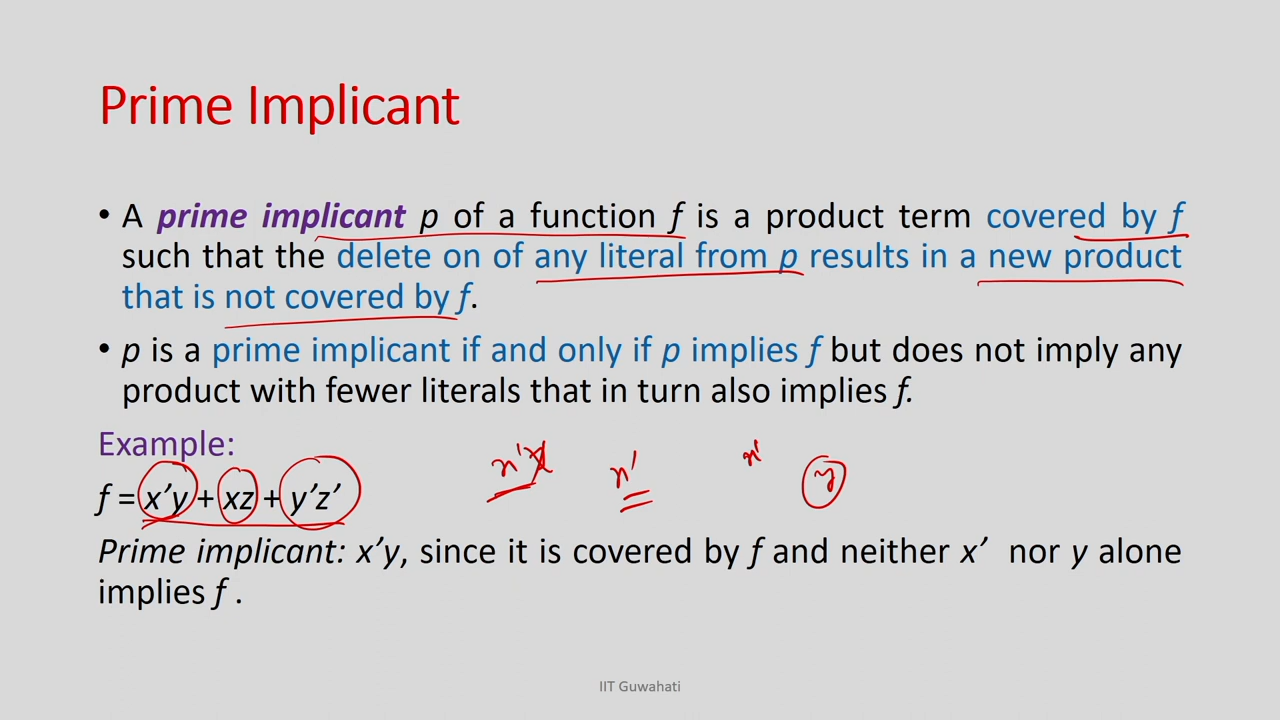 Prime Implicant
• A prime implicant p of a function f is a product term covered by f
such that the delete on of any literal from p results in a new product
that is not covered by f.
• p is a prime implicant if and only if p implies f but does not imply any
product with fewer literals that in turn also implies f.
Example:
x' x' y
f = x’y + xz + y’z’
Prime implicant: x’y, since it is covered by f and neither x’ nor y alone
implies f .
IIT Guwahati